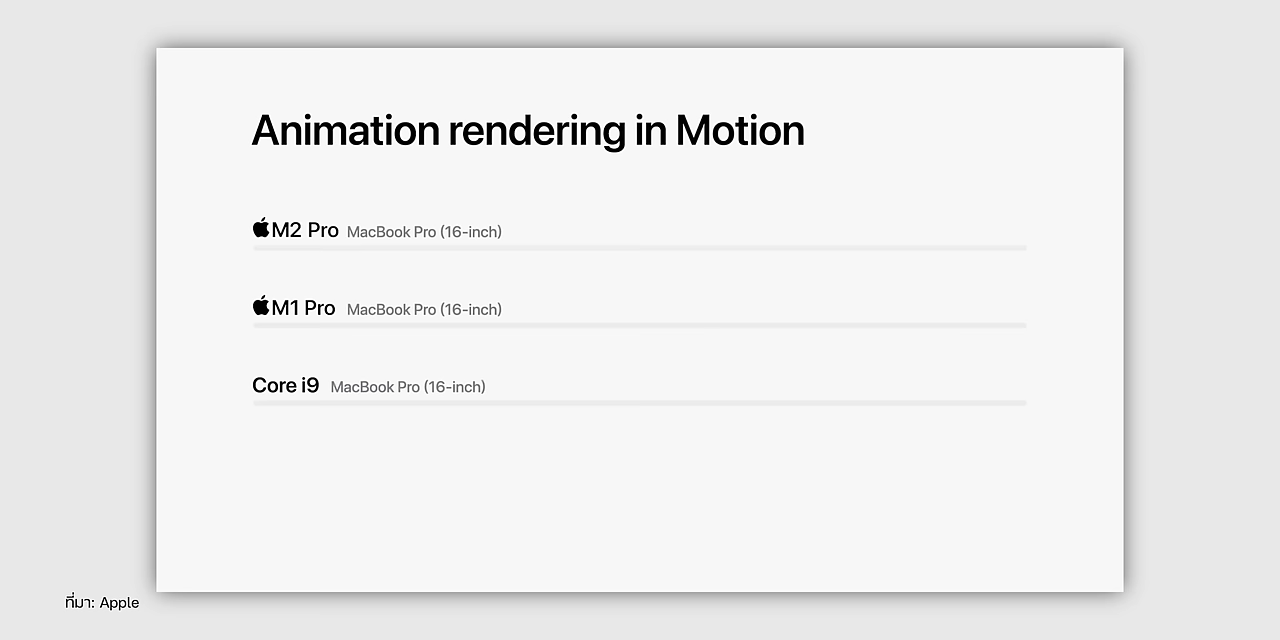 Animation rendering in Motion
M2 Pro MacBook Pro (16-inch)
M1 Pro MacBook Pro (16-inch)
Core i9 MacBook Pro (16-inch)
ที่มา: Apple